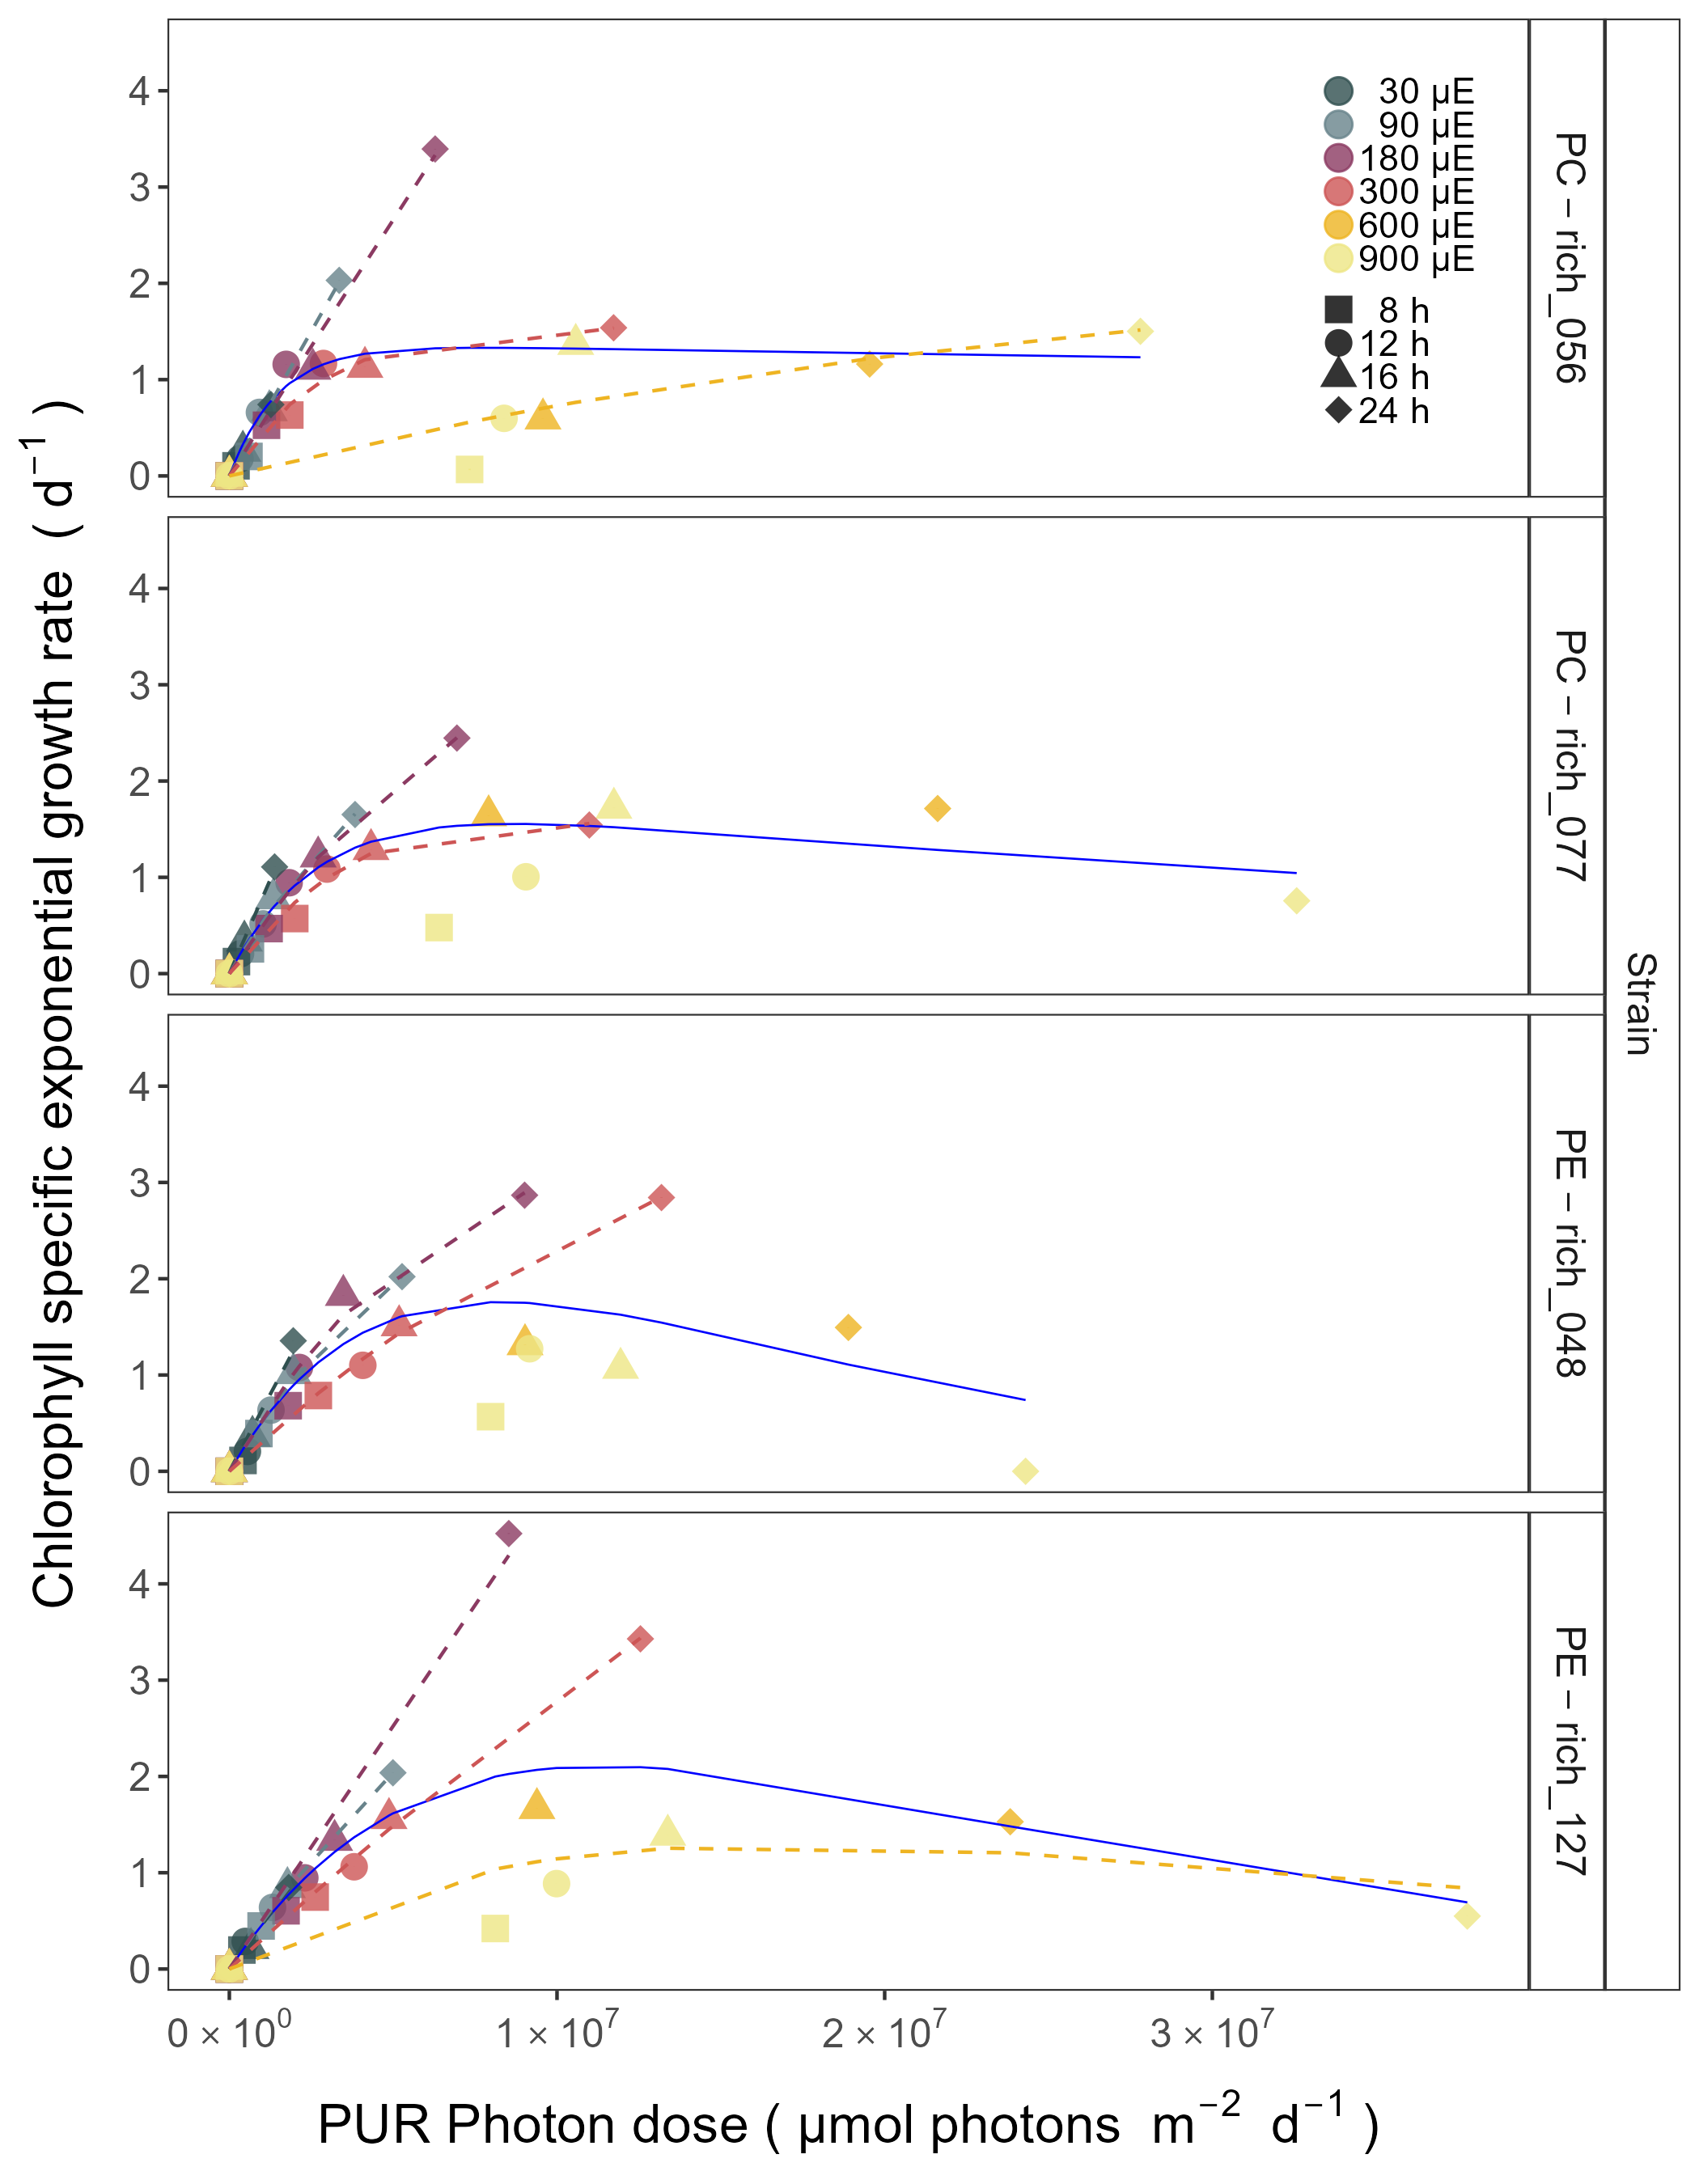 Chlorophyll specific exponential growth rate ( d⁻¹ )
4
3
2
1
0
30 µE
90 µE
180 µE
300 µE
600 µE
900 µE
8 h
12 h
16 h
24 h
PC − rich_056
4
3
2
1
0
PC − rich_077
4
3
2
1
0
PE − rich_048
4
3
2
1
0
PE − rich_127
Strain
0 × 10⁰ 1 × 10⁷ 2 × 10⁷ 3 × 10⁷
PUR Photon dose ( µmol photons m⁻² d⁻¹ )